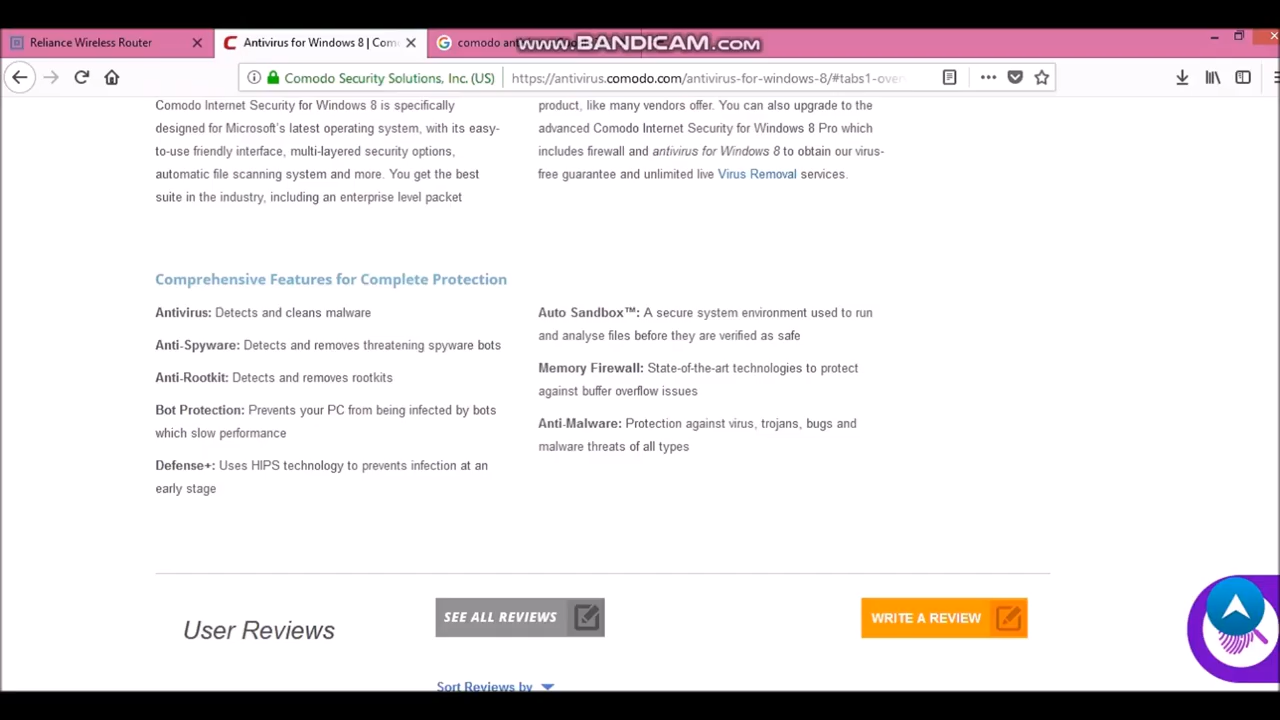 Reliance Wireless Router
Antivirus for Windows 8 | Com
comodo ant
www.BANDICAM.com
Comodo Security Solutions, Inc. (US)
https://antivirus.comodo.com/antivirus-for-windows-8/#tabs1-over
Comodo Internet Security for Windows 8 is specifically
designed for Microsoft's latest operating system, with its easy-
to-use friendly interface, multi-layered security options,
automatic file scanning system and more. You get the best
suite in the industry, including an enterprise level packet
product, like many vendors offer. You can also upgrade to the
advanced Comodo Internet Security for Windows 8 Pro which
includes firewall and antivirus for Windows 8 to obtain our virus-
free guarantee and unlimited live Virus Removal services.
Comprehensive Features for Complete Protection
Antivirus: Detects and cleans malware
Anti-Spyware: Detects and removes threatening spyware bots
Anti-Rootkit: Detects and removes rootkits
Bot Protection: Prevents your PC from being infected by bots
which slow performance
Defense+: Uses HIPS technology to prevents infection at an
early stage
Auto Sandbox™: A secure system environment used to run
and analyse files before they are verified as safe
Memory Firewall: State-of-the-art technologies to protect
against buffer overflow issues
Anti-Malware: Protection against virus, trojans, bugs and
malware threats of all types
User Reviews
SEE ALL REVIEWS
WRITE A REVIEW
Sort Reviews by